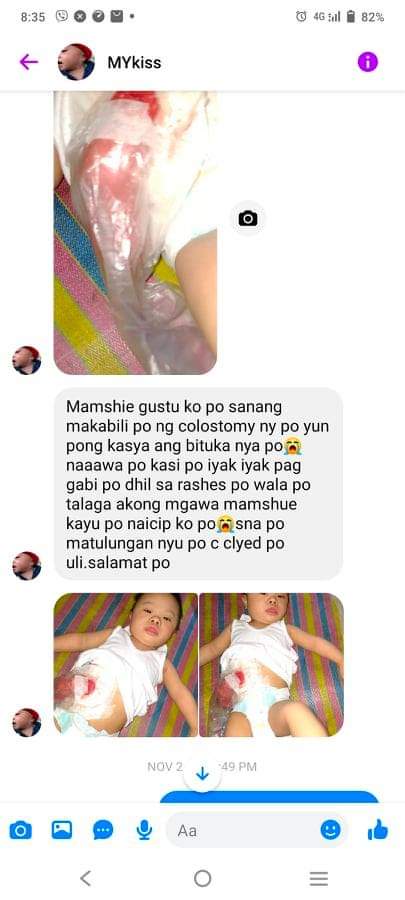 8:35
4G 82%
MYkiss
Mamshie gustu ko po sanang
makabili po ng colostomy ny po yun
pong kasya ang bituka nya po😭
naaawa po kasi po iyak iyak pag
gabi po dhil sa rashes po wala po
talaga akong mgawa mamshue
kayu po naicip ko po😭sna po
matulungan nyu po c clyed po
uli.salamat po
NOV 2 :49 PM
Aa